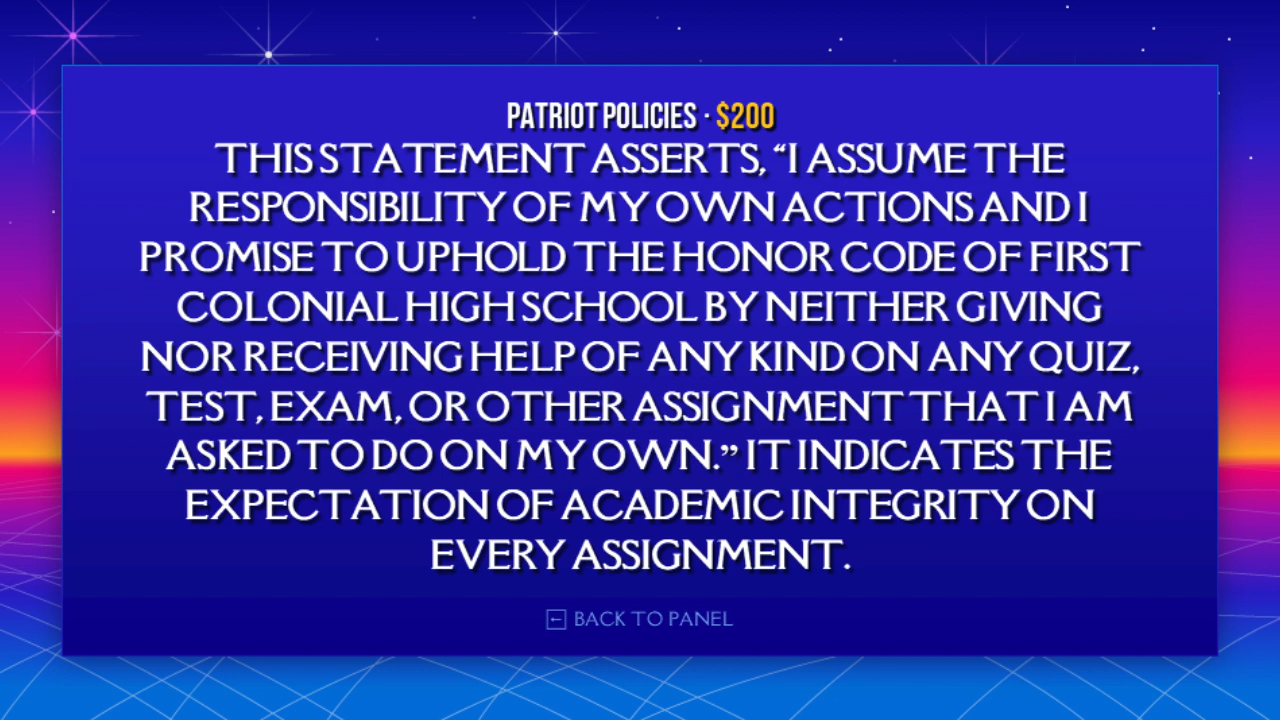 PATRIOT POLICIES · $200
THIS STATEMENT ASSERTS, “I ASSUME THE
RESPONSIBILITY OF MY OWN ACTIONS AND I
PROMISE TO UPHOLD THE HONOR CODE OF FIRST
COLONIAL HIGH SCHOOL BY NEITHER GIVING
NOR RECEIVING HELP OF ANY KIND ON ANY QUIZ,
TEST, EXAM, OR OTHER ASSIGNMENT THAT I AM
ASKED TO DO ON MY OWN.” IT INDICATES THE
EXPECTATION OF ACADEMIC INTEGRITY ON
EVERY ASSIGNMENT.
← BACK TO PANEL